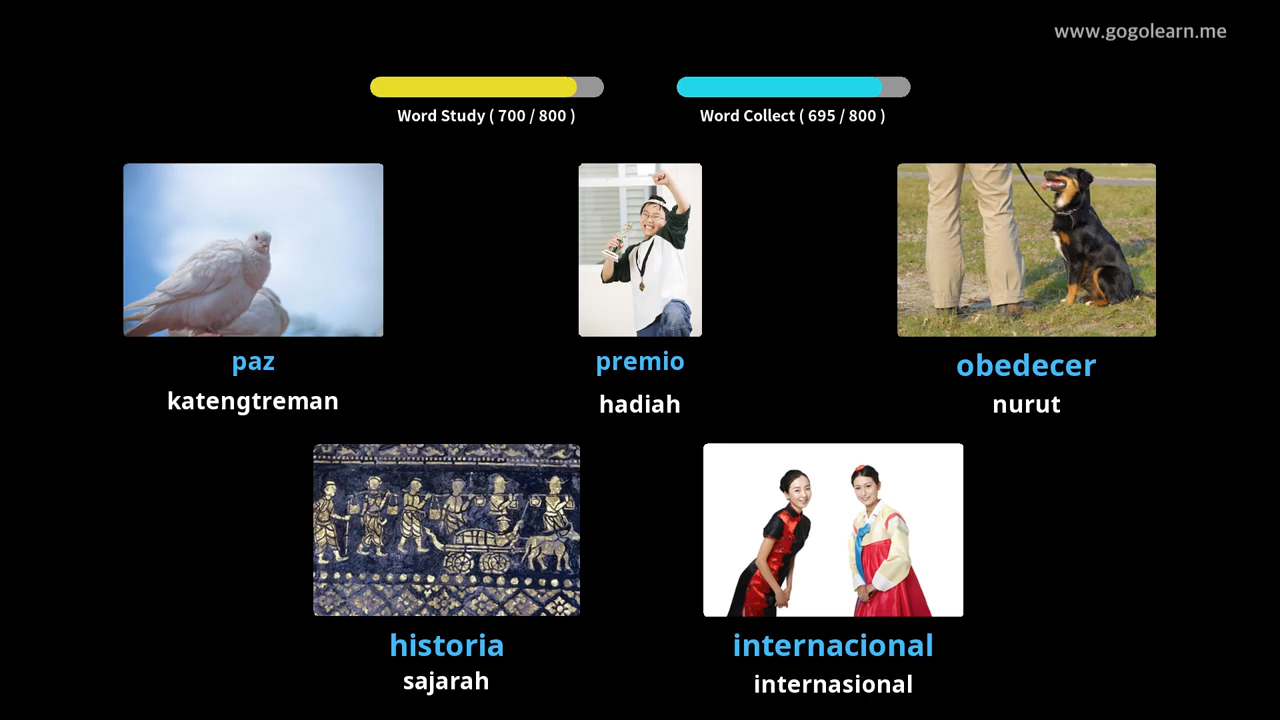 www.gogolearn.me
Word Study ( 700 / 800 )
Word Collect ( 695 / 800 )
paz
katengtreman
premio
hadiah
obedecer
nurut
historia
sajarah
internacional
internasional